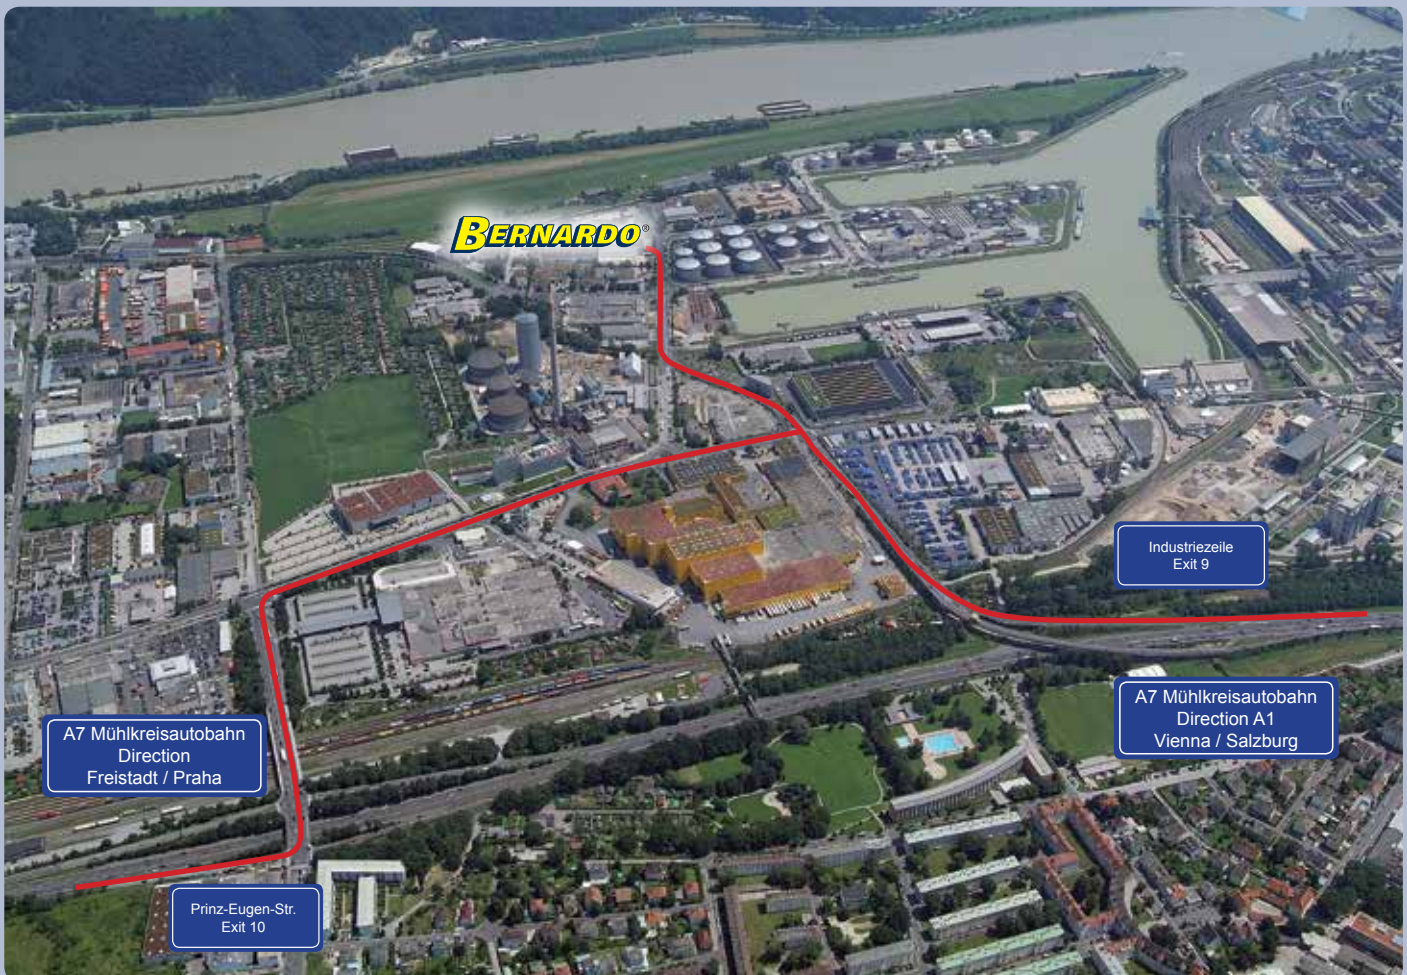 BERNARDO®
Industriezeile
Exit 9
A7 Mühlkreisautobahn
Direction A1
Vienna / Salzburg
A7 Mühlkreisautobahn
Direction
Freistadt / Praha
Prinz-Eugen-Str.
Exit 10